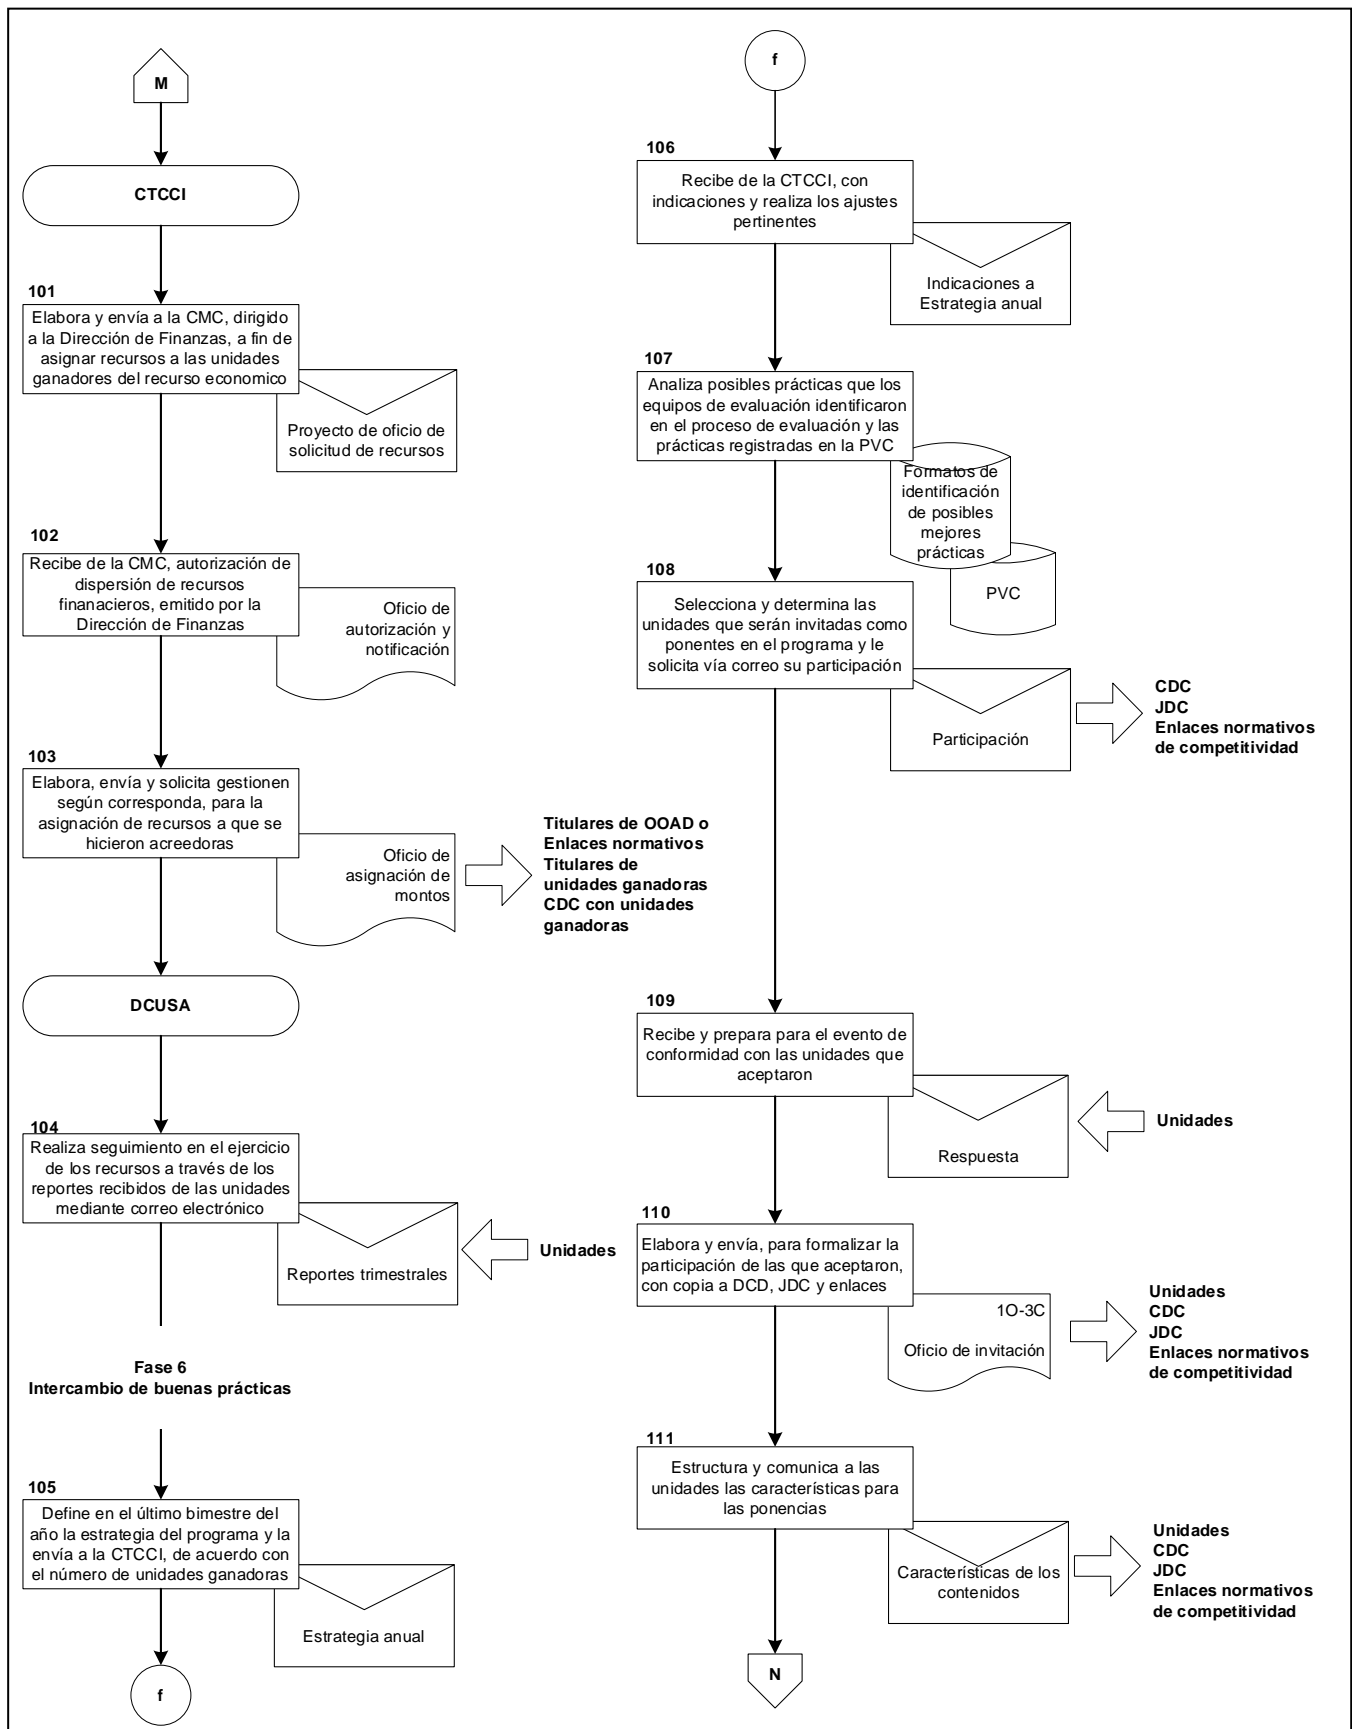 M
CTCCI
101
Elabora y envía a la CMC, dirigido
a la Dirección de Finanzas, a fin de
asignar recursos a las unidades
ganadores del recurso economico
Proyecto de oficio de
solicitud de recursos
102
Recibe de la CMC, autorización de
dispersión de recursos
finanacieros, emitido por la
Dirección de Finanzas
Oficio de
autorización y
notificación
103
Elabora, envía y solicita gestionen
según corresponda, para la
asignación de recursos a que se
hicieron acreedoras
Oficio de
asignación de
montos
Titulares de OOAD o
Enlaces normativos
Titulares de
unidades ganadoras
CDC con unidades
ganadoras
DCUSA
104
Realiza seguimiento en el ejercicio
de los recursos a través de los
reportes recibidos de las unidades
mediante correo electrónico
Reportes trimestrales
Unidades
Fase 6
Intercambio de buenas prácticas
105
Define en el último bimestre del
año la estrategia del programa y la
envía a la CTCCI, de acuerdo con
el número de unidades ganadoras
Estrategia anual
f
f
106
Recibe de la CTCCI, con
indicaciones y realiza los ajustes
pertinentes
Indicaciones a
Estrategia anual
107
Analiza posibles prácticas que los
equipos de evaluación identificaron
en el proceso de evaluación y las
prácticas registradas en la PVC
Formatos de
identificación
de posibles
mejores
prácticas
PVC
108
Selecciona y determina las
unidades que serán invitadas como
ponentes en el programa y le
solicita vía correo su participación
Participación
CDC
JDC
Enlaces normativos
de competitividad
109
Recibe y prepara para el evento de
conformidad con las unidades que
aceptaron
Respuesta
Unidades
110
Elabora y envía, para formalizar la
participación de las que aceptaron,
con copia a DCD, JDC y enlaces
1O-3C
Oficio de invitación
Unidades
CDC
JDC
Enlaces normativos
de competitividad
111
Estructura y comunica a las
unidades las características para
las ponencias
Características de los
contenidos
Unidades
CDC
JDC
Enlaces normativos
de competitividad
N